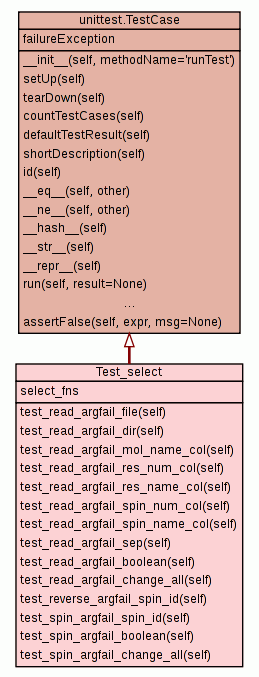 unittest.TestCase
failureException
__init__(self, methodName='runTest')
setUp(self)
tearDown(self)
countTestCases(self)
defaultTestResult(self)
shortDescription(self)
id(self)
__eq__(self, other)
__ne__(self, other)
__hash__(self)
__str__(self)
__repr__(self)
run(self, result=None)
...
assertFalse(self, expr, msg=None)
Test_select
select_fns
test_read_argfail_file(self)
test_read_argfail_dir(self)
test_read_argfail_mol_name_col(self)
test_read_argfail_res_num_col(self)
test_read_argfail_res_name_col(self)
test_read_argfail_spin_num_col(self)
test_read_argfail_spin_name_col(self)
test_read_argfail_sep(self)
test_read_argfail_boolean(self)
test_read_argfail_change_all(self)
test_reverse_argfail_spin_id(self)
test_spin_argfail_spin_id(self)
test_spin_argfail_boolean(self)
test_spin_argfail_change_all(self)